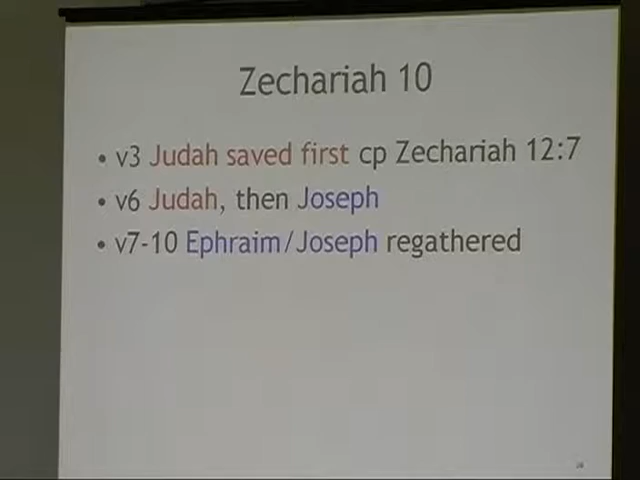 Zechariah 10
• v3 Judah saved first cp Zechariah 12:7
• v6 Judah, then Joseph
• v7-10 Ephraim/Joseph regathered